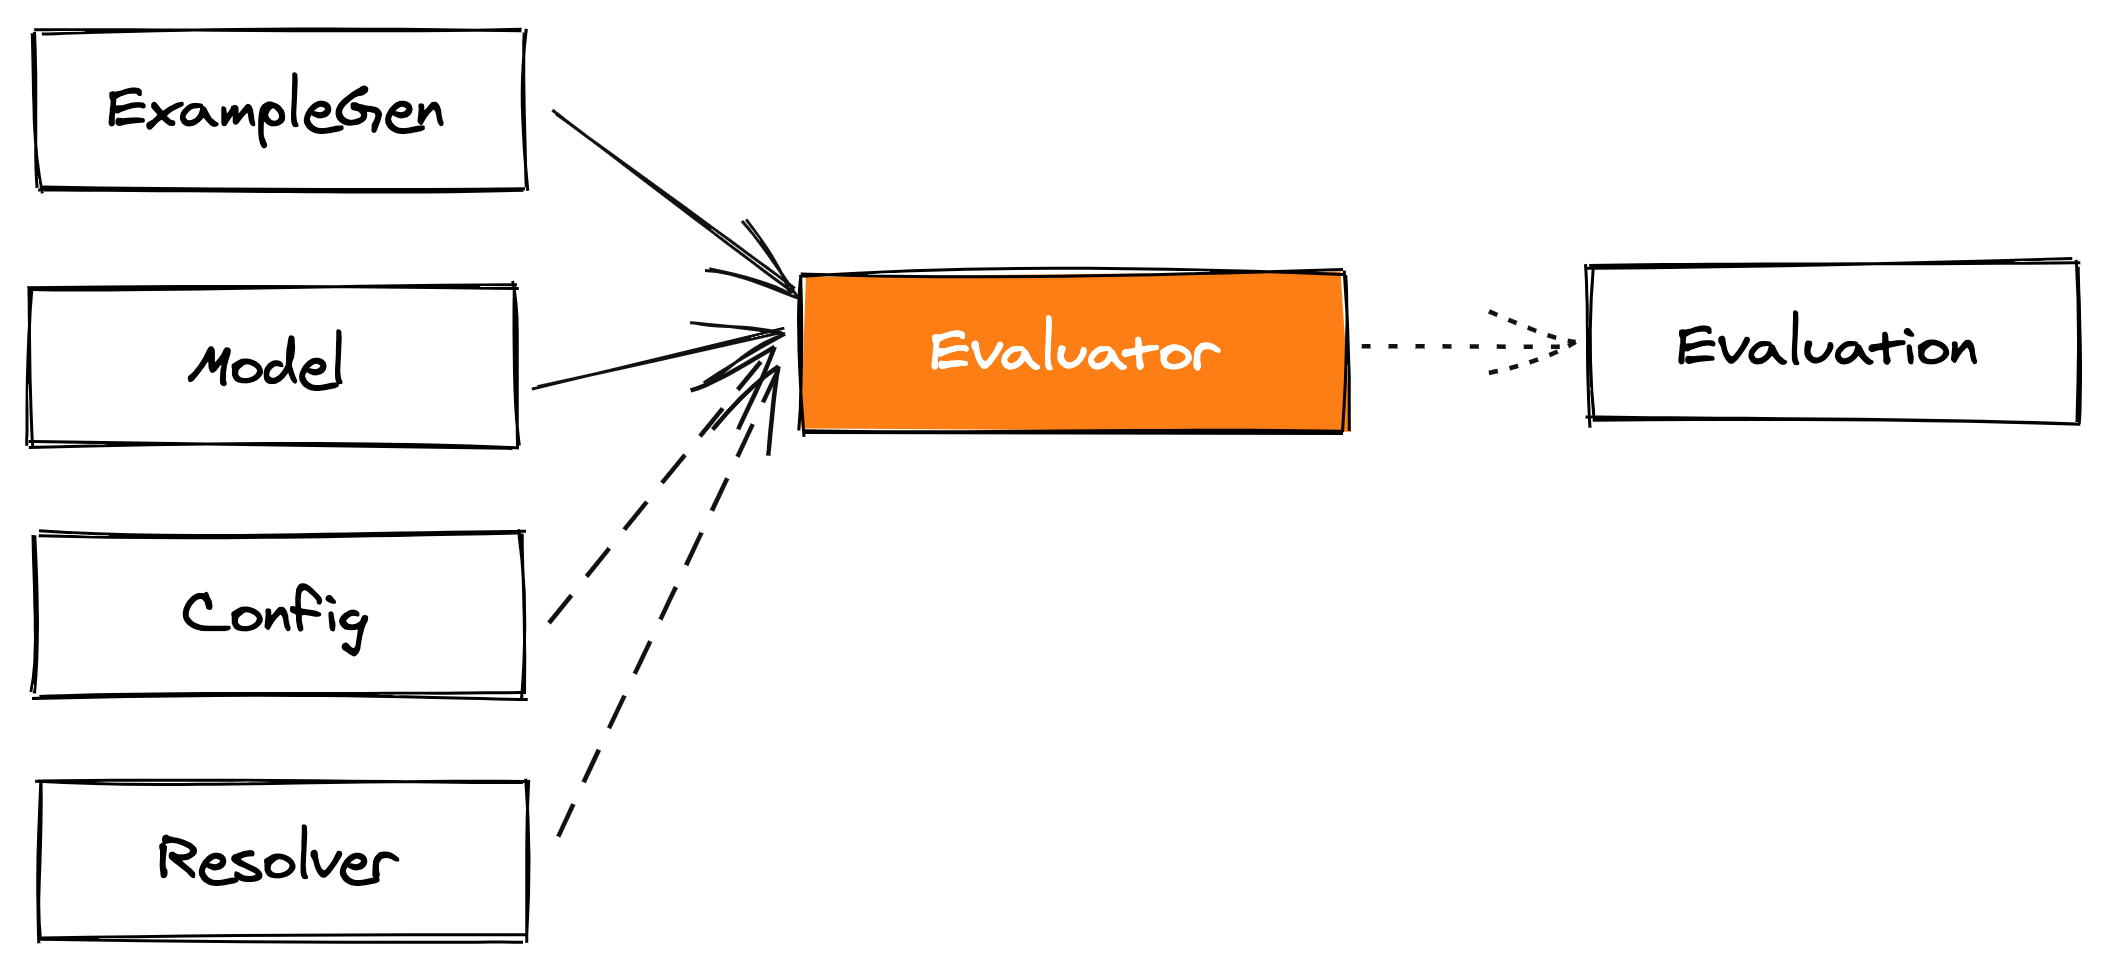 ExampleGen
Model
Evaluator
Evaluation
Config
Resolver